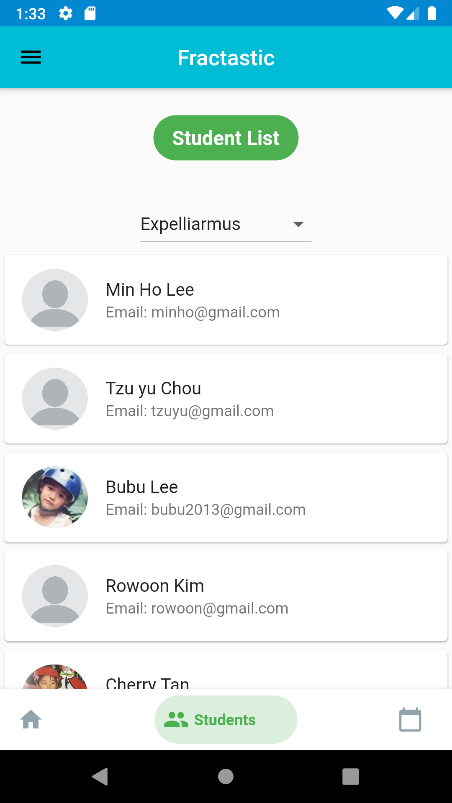 1:33
Fractastic
Student List
Expelliarmus
Min Ho Lee
Email: minho@gmail.com
Tzu yu Chou
Email: tzuyu@gmail.com
Bubu Lee
Email: bubu2013@gmail.com
Rowoon Kim
Email: rowoon@gmail.com
Cherry Tan
Students